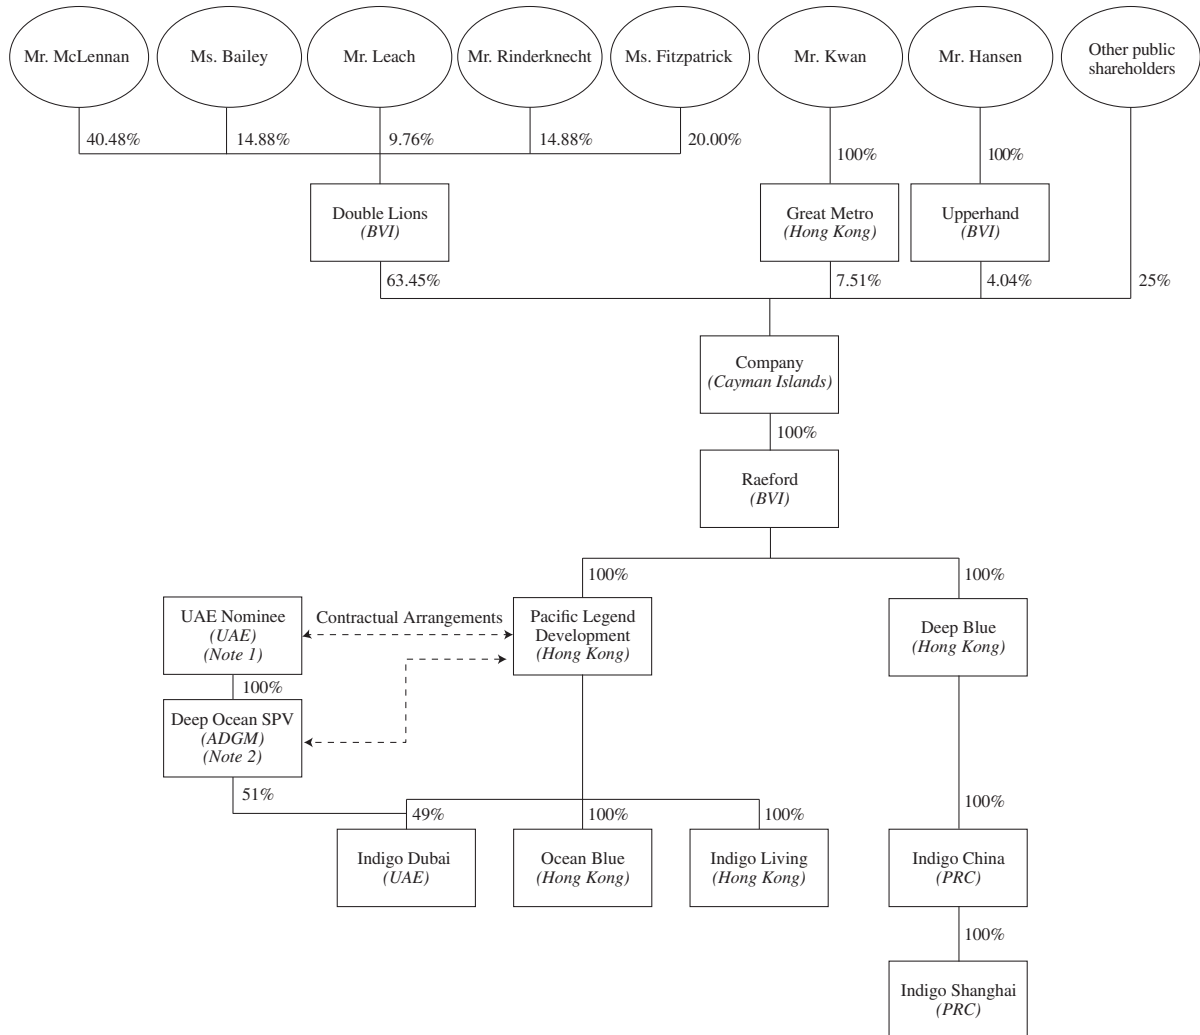 Mr. McLennan
Ms. Bailey
Mr. Leach
Mr. Rinderknecht
Ms. Fitzpatrick
Mr. Kwan
Mr. Hansen
Other public
shareholders
40.48%
14.88%
9.76%
14.88%
20.00%
100%
100%
Double Lions
(BVI)
Great Metro
(Hong Kong)
Upperhand
(BVI)
63.45%
7.51%
4.04%
25%
Company
(Cayman Islands)
100%
Raeford
(BVI)
100%
100%
UAE Nominee
(UAE)
(Note 1)
Contractual Arrangements
Pacific Legend
Development
(Hong Kong)
Deep Blue
(Hong Kong)
100%
Deep Ocean SPV
(ADGM)
(Note 2)
51%
49%
100%
100%
100%
Indigo Dubai
(UAE)
Ocean Blue
(Hong Kong)
Indigo Living
(Hong Kong)
Indigo China
(PRC)
100%
Indigo Shanghai
(PRC)